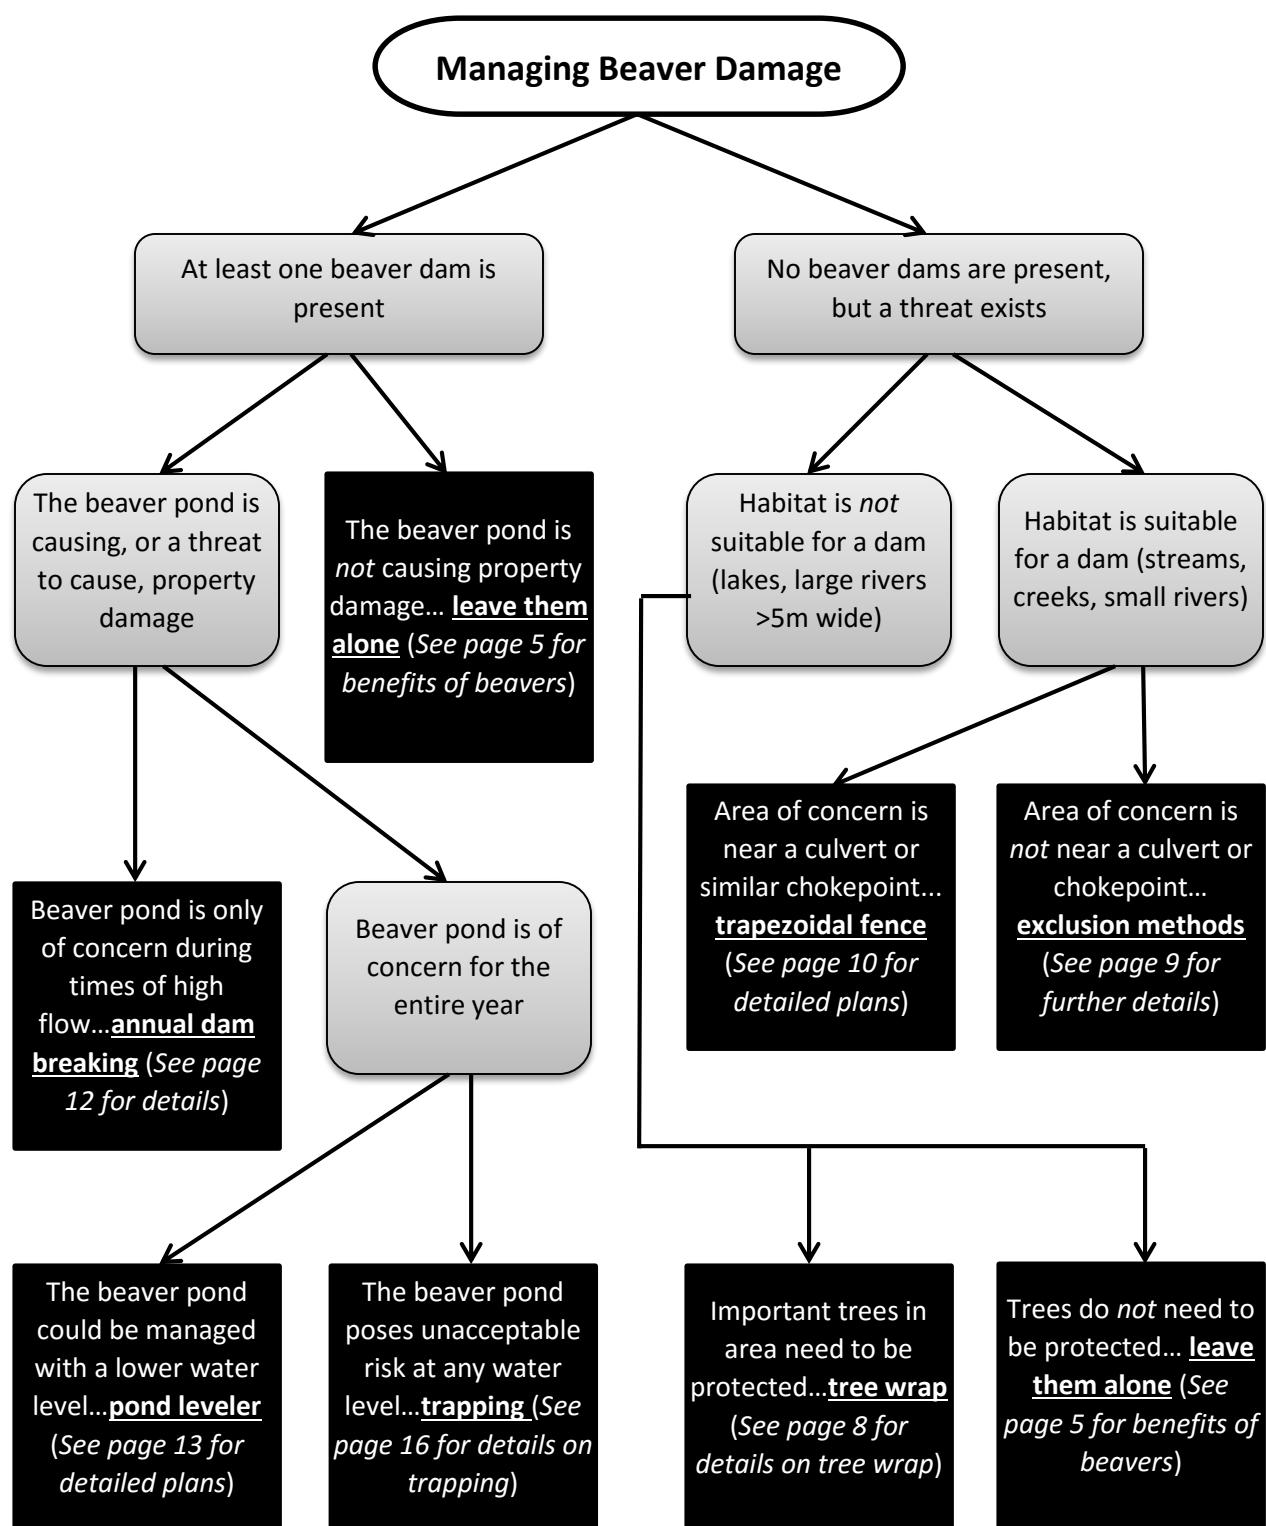 Managing Beaver Damage
At least one beaver dam is
present
No beaver dams are present,
but a threat exists
The beaver pond is
causing, or a threat
to cause, property
damage
The beaver pond is
not causing property
damage… leave them
alone (See page 5 for
benefits of beavers)
Habitat is not
suitable for a dam
(lakes, large rivers
>5m wide)
Habitat is suitable
for a dam (streams,
creeks, small rivers)
Area of concern is
near a culvert or
similar chokepoint...
trapezoidal fence
(See page 10 for
detailed plans)
Area of concern is
not near a culvert or
chokepoint…
exclusion methods
(See page 9 for
further details)
Beaver pond is only
of concern during
times of high
flow…annual dam
breaking (See page
12 for details)
Beaver pond is of
concern for the
entire year
The beaver pond
could be managed
with a lower water
level…pond leveler
(See page 13 for
detailed plans)
The beaver pond
poses unacceptable
risk at any water
level…trapping (See
page 16 for details on
trapping)
Important trees in
area need to be
protected…tree wrap
(See page 8 for
details on tree wrap)
Trees do not need to
be protected… leave
them alone (See
page 5 for benefits of
beavers)